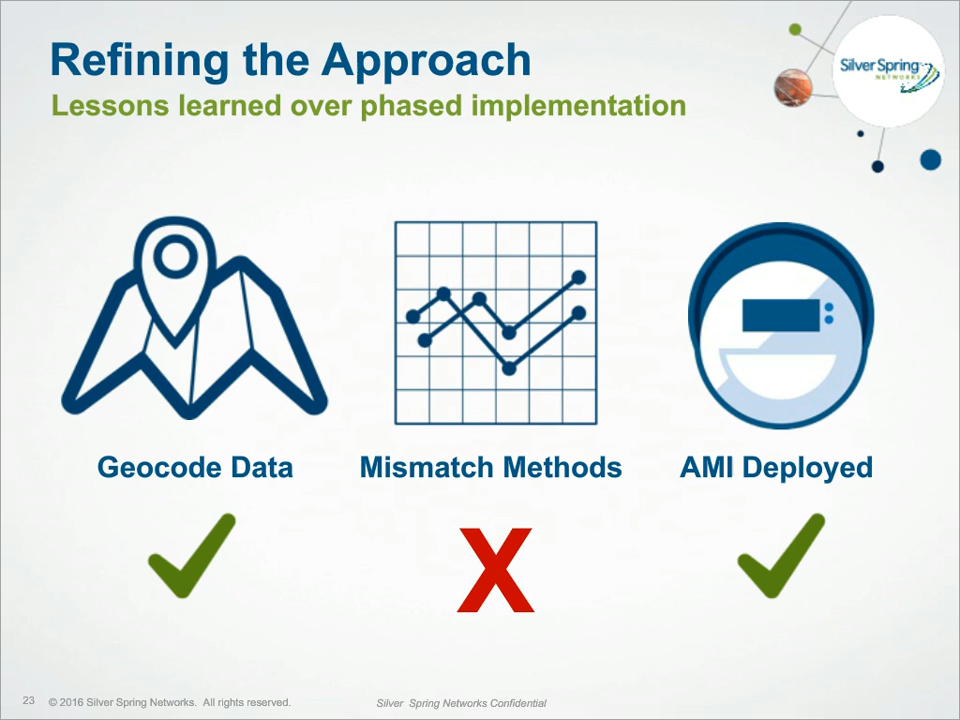 Refining the Approach
Lessons learned over phased implementation
Silver Spring
NETWORKS
Geocode Data
Mismatch Methods
AMI Deployed
X
23
© 2016 Silver Spring Networks. All rights reserved.
Silver Spring Networks Confidential